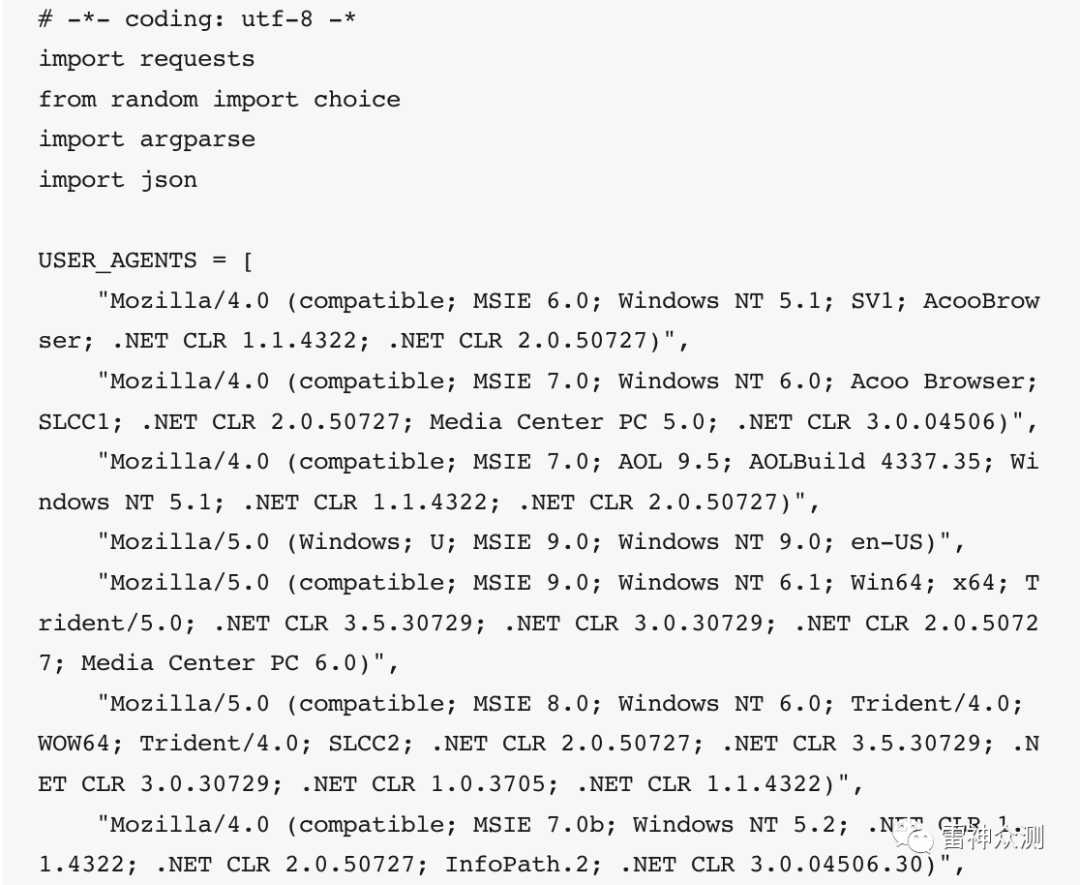 # -*- coding: utf-8 -*
import requests
from random import choice
import argparse
import json
USER_AGENTS = [
"Mozilla/4.0 (compatible; MSIE 6.0; Windows NT 5.1; SV1; AcooBrow
ser; .NET CLR 1.1.4322; .NET CLR 2.0.50727)",
"Mozilla/4.0 (compatible; MSIE 7.0; Windows NT 6.0; Acoo Browser;
SLCC1; .NET CLR 2.0.50727; Media Center PC 5.0; .NET CLR 3.0.04506)",
"Mozilla/4.0 (compatible; MSIE 7.0; AOL 9.5; AOLBuild 4337.35; Wi
ndows NT 5.1; .NET CLR 1.1.4322; .NET CLR 2.0.50727)",
"Mozilla/5.0 (Windows; U; MSIE 9.0; Windows NT 9.0; en-US)",
"Mozilla/5.0 (compatible; MSIE 9.0; Windows NT 6.1; Win64; x64; T
rident/5.0; .NET CLR 3.5.30729; .NET CLR 3.0.30729; .NET CLR 2.0.5072
7; Media Center PC 6.0)",
"Mozilla/5.0 (compatible; MSIE 8.0; Windows NT 6.0; Trident/4.0;
WOW64; Trident/4.0; SLCC2; .NET CLR 2.0.50727; .NET CLR 3.5.30729; .N
ET CLR 3.0.30729; .NET CLR 1.0.3705; .NET CLR 1.1.4322)",
"Mozilla/4.0 (compatible; MSIE 7.0b; Windows NT 5.2; .NET CLR 1.
1.4322; .NET CLR 2.0.50727; InfoPath.2; .NET CLR 3.0.04506.30)",
雷神众测